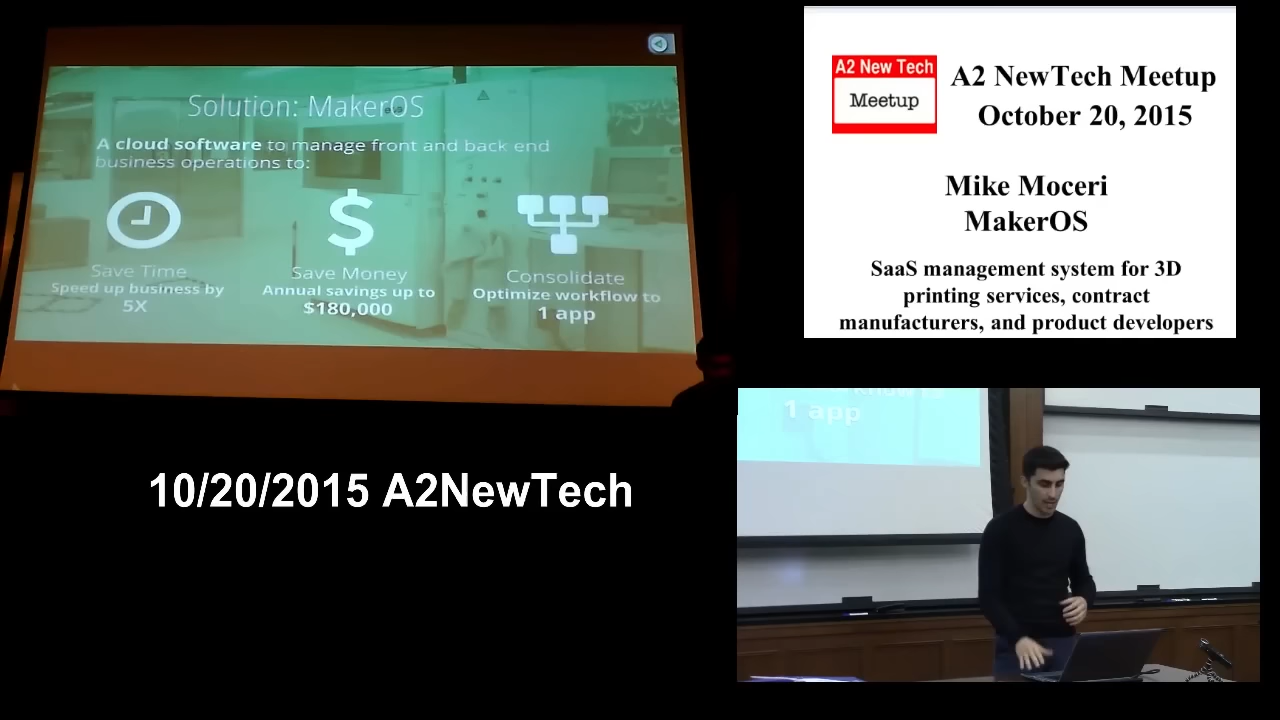 Solution: MakerOS
A cloud software to manage front and back end
business operations to:
Save Time
Speed up business by
5X
Save Money
Annual savings up to
$180,000
Consolidate
Optimize workflow to
1 app
A2 New Tech
Meetup
A2 NewTech Meetup
October 20, 2015
Mike Moceri
MakerOS
SaaS management system for 3D
printing services, contract
manufacturers, and product developers
10/20/2015 A2NewTech
1 app